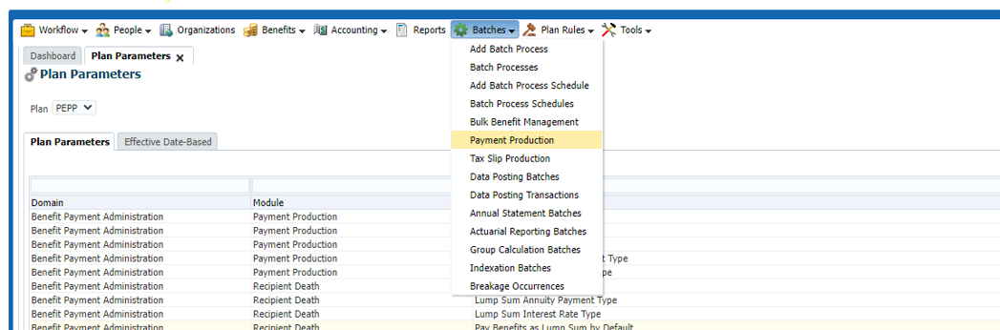 Workflow People Organizations Benefits Accounting Reports Batches Plan Rules Tools
Dashboard Plan Parameters
Plan Parameters
Plan PEPP
Plan Parameters Effective Date-Based
Add Batch Process
Batch Processes
Add Batch Process Schedule
Batch Process Schedules
Bulk Benefit Management
Payment Production
Tax Slip Production
Data Posting Batches
Data Posting Transactions
Annual Statement Batches
Actuarial Reporting Batches
Group Calculation Batches
Indexation Batches
Breakage Occurrences
Domain Module
Benefit Payment Administration Payment Production
Benefit Payment Administration Payment Production
Benefit Payment Administration Payment Production
Benefit Payment Administration Payment Production Type
Benefit Payment Administration Payment Production
Benefit Payment Administration Recipient Death
Benefit Payment Administration Recipient Death Lump Sum Annuity Payment Type
Benefit Payment Administration Recipient Death Lump Sum Interest Rate Type
Benefit Payment Administration Recipient Death Pay Benefits as Lump Sum by Default